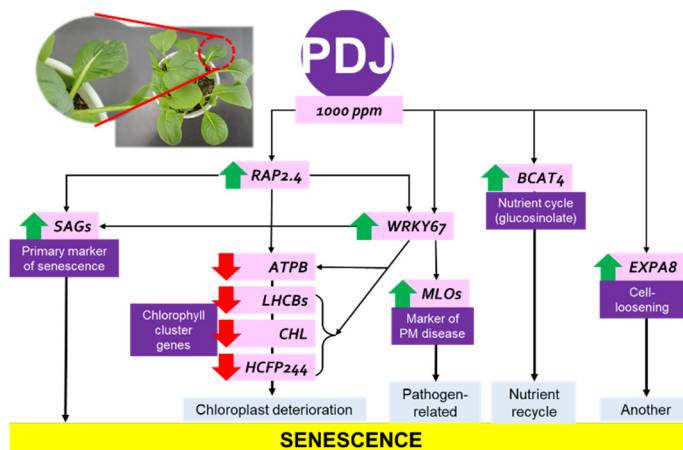 PDJ
1000 ppm
RAP2.4
BCAT4
Nutrient cycle
(glucosinolate)
SAGs
Primary marker
of senescence
WRKY67
EXPA8
Cell-
loosening
ATPB
LHCBs
CHL
HCFP244
Chlorophyll
cluster
genes
MLOs
Marker of
PM disease
Chloroplast deterioration
Pathogen-
related
Nutrient
recycle
Another
SENESCENCE